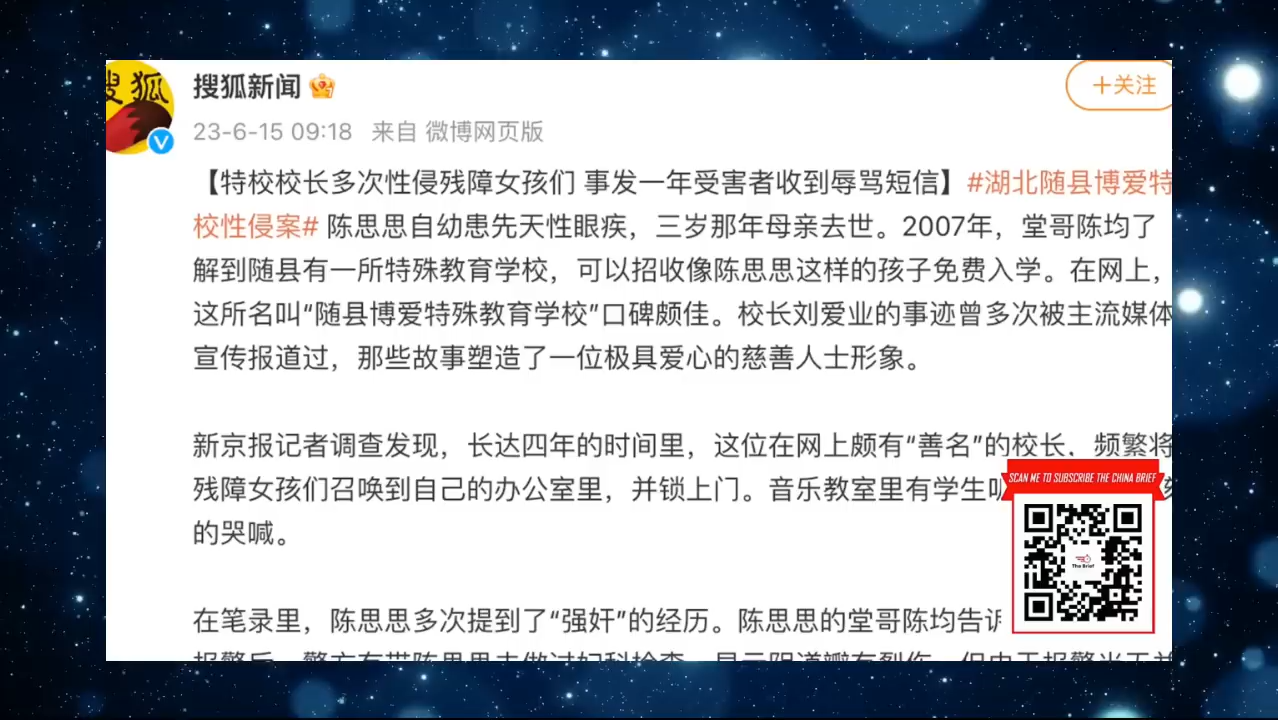 搜狐
搜狐新闻
+关注
23-6-15 09:18 来自 微博网页版
【特校校长多次性侵残障女孩们 事发一年受害者收到辱骂短信】#湖北随县博爱特
校性侵案# 陈思思自幼患先天性眼疾，三岁那年母亲去世。2007年，堂哥陈均了
解到随县有一所特殊教育学校，可以招收像陈思思这样的孩子免费入学。在网上，
这所名叫“随县博爱特殊教育学校”口碑颇佳。校长刘爱业的事迹曾多次被主流媒体
宣传报道过，那些故事塑造了一位极具爱心的慈善人士形象。
新京报记者调查发现，长达四年的时间里，这位在网上颇有“善名”的校长，频繁将
残障女孩们召唤到自己的办公室里，并锁上门。音乐教室里有学生
的哭喊。
在笔录里，陈思思多次提到了“强奸”的经历。陈思思的堂哥陈均告诉
SCAN ME TO SUBSCRIBE THE CHINA BRIEF
The Brief